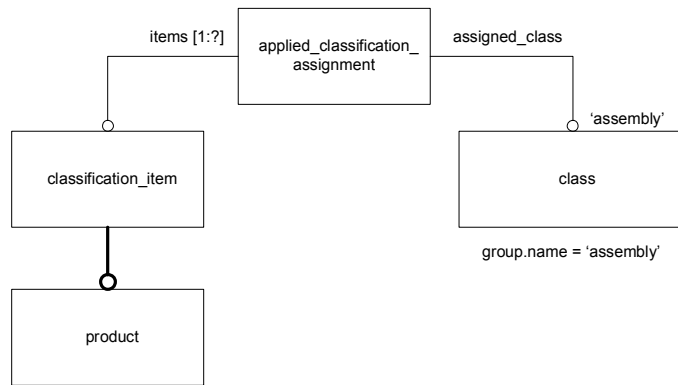 items [1:?]
applied_classification_
assignment
assigned_class
‘assembly’
classification_item
class
group.name = ‘assembly’
product